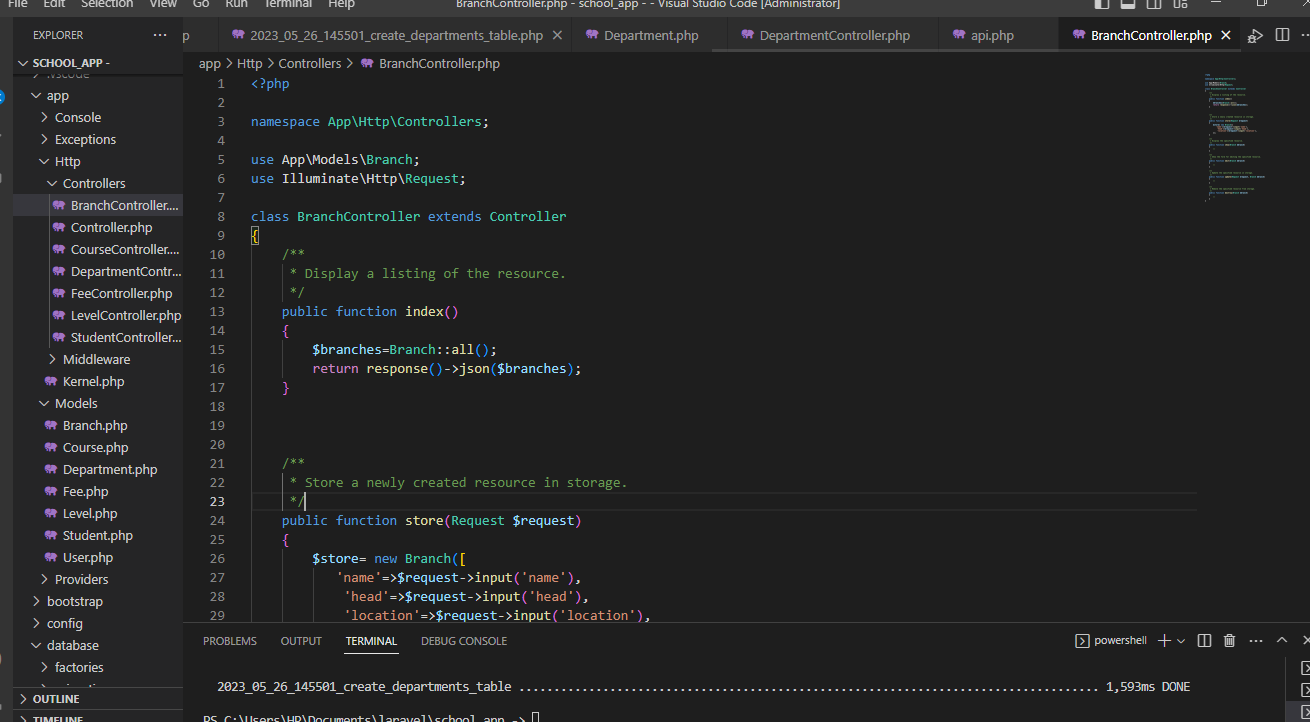 File Edit Selection View Go Run Terminal Help
BranchController.php - school_app - - Visual Studio Code [Administrator]
EXPLORER
2023_05_26_145501_create_departments_table.php
Department.php
DepartmentController.php
api.php
BranchController.php
SCHOOL_APP -
app > Http > Controllers > BranchController.php
.vscode
app
Console
Exceptions
Http
Controllers
BranchController....
Controller.php
CourseController....
DepartmentContr...
FeeController.php
LevelController.php
StudentController...
Middleware
Kernel.php
Models
Branch.php
Course.php
Department.php
Fee.php
Level.php
Student.php
User.php
Providers
bootstrap
config
database
factories
OUTLINE
TIMELINE
1 <?php
2
3 namespace App\Http\Controllers;
4
5 use App\Models\Branch;
6 use Illuminate\Http\Request;
7
8 class BranchController extends Controller
9 {
10 /**
11 * Display a listing of the resource.
12 */
13 public function index()
14 {
15 $branches=Branch::all();
16 return response()->json($branches);
17 }
18
19
20
21 /**
22 * Store a newly created resource in storage.
23 */
24 public function store(Request $request)
25 {
26 $store= new Branch([
27 'name'=>$request->input('name'),
28 'head'=>$request->input('head'),
29 'location'=>$request->input('location'),
PROBLEMS OUTPUT TERMINAL DEBUG CONSOLE
powershell
2023_05_26_145501_create_departments_table ........................................................................... 1,593ms DONE
PS C:\Users\HP\Documents\laravel\school_app ->